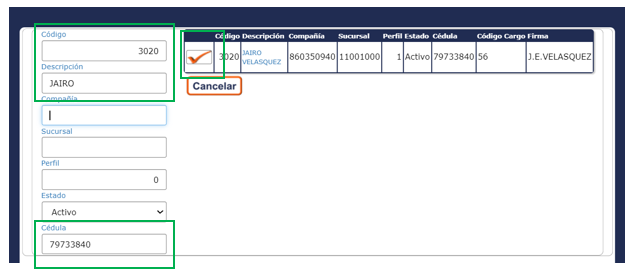 Código
3020
Descripción
JAIRO
Compañía
Sucursal
Perfil
0
Estado
Activo
Cédula
79733840
Código Descripción Compañía Sucursal Perfil Estado Cédula Código Cargo Firma
3020 JAIRO VELASQUEZ 860350940 11001000 1 Activo 79733840 56 J.E.VELASQUEZ
Cancelar